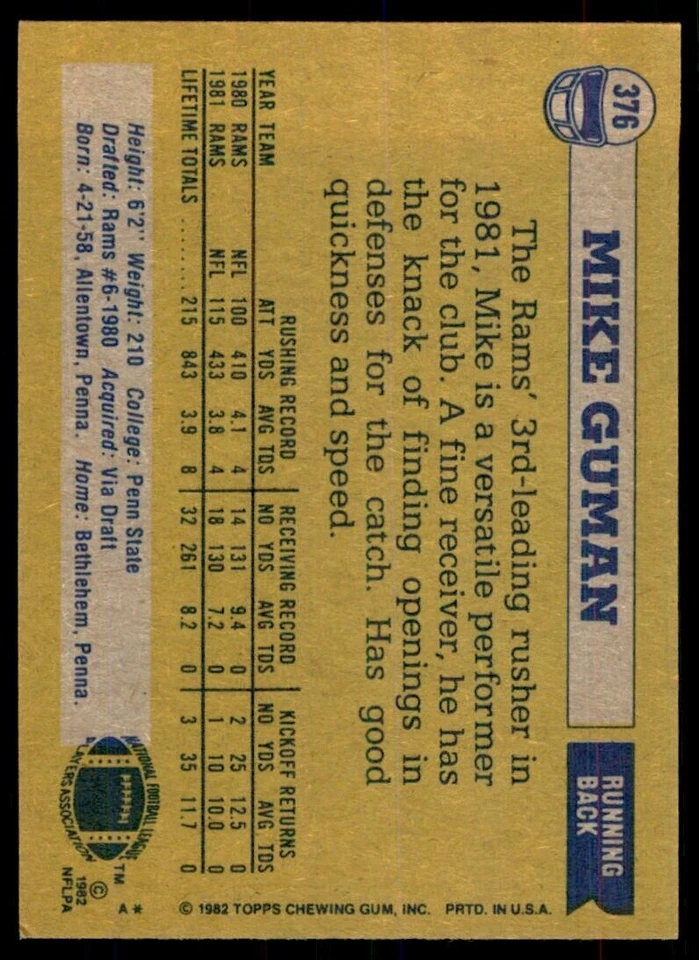 376
MIKE GUMAN
RUNNING
BACK
The Rams' 3rd-leading rusher in
1981, Mike is a versatile performer
for the club. A fine receiver, he has
the knack of finding openings in
defenses for the catch. Has good
quickness and speed.
RUSHING RECORD RECEIVING RECORD KICKOFF RETURNS
YEAR TEAM ATT YDS AVG TDS NO YDS AVG TDS NO YDS AVG TDS
1980 RAMS NFL 100 410 4.1 4 14 131 9.4 0 2 25 12.5 0
1981 RAMS NFL 115 433 3.8 4 18 130 7.2 0 1 10 10.0 0
LIFETIME TOTALS ........ 215 843 3.9 8 32 261 8.2 0 3 35 11.7 0
Height: 6'2" Weight: 210 College: Penn State
Drafted: Rams #6-1980 Acquired: Via Draft
Born: 4-21-58, Allentown, Penna. Home: Bethlehem, Penna.
NATIONAL FOOTBALL LEAGUE
PLAYERS ASSOCIATION
TM
© 1982
NFLPA
A*
© 1982 TOPPS CHEWING GUM, INC. PRTD. IN U.S.A.